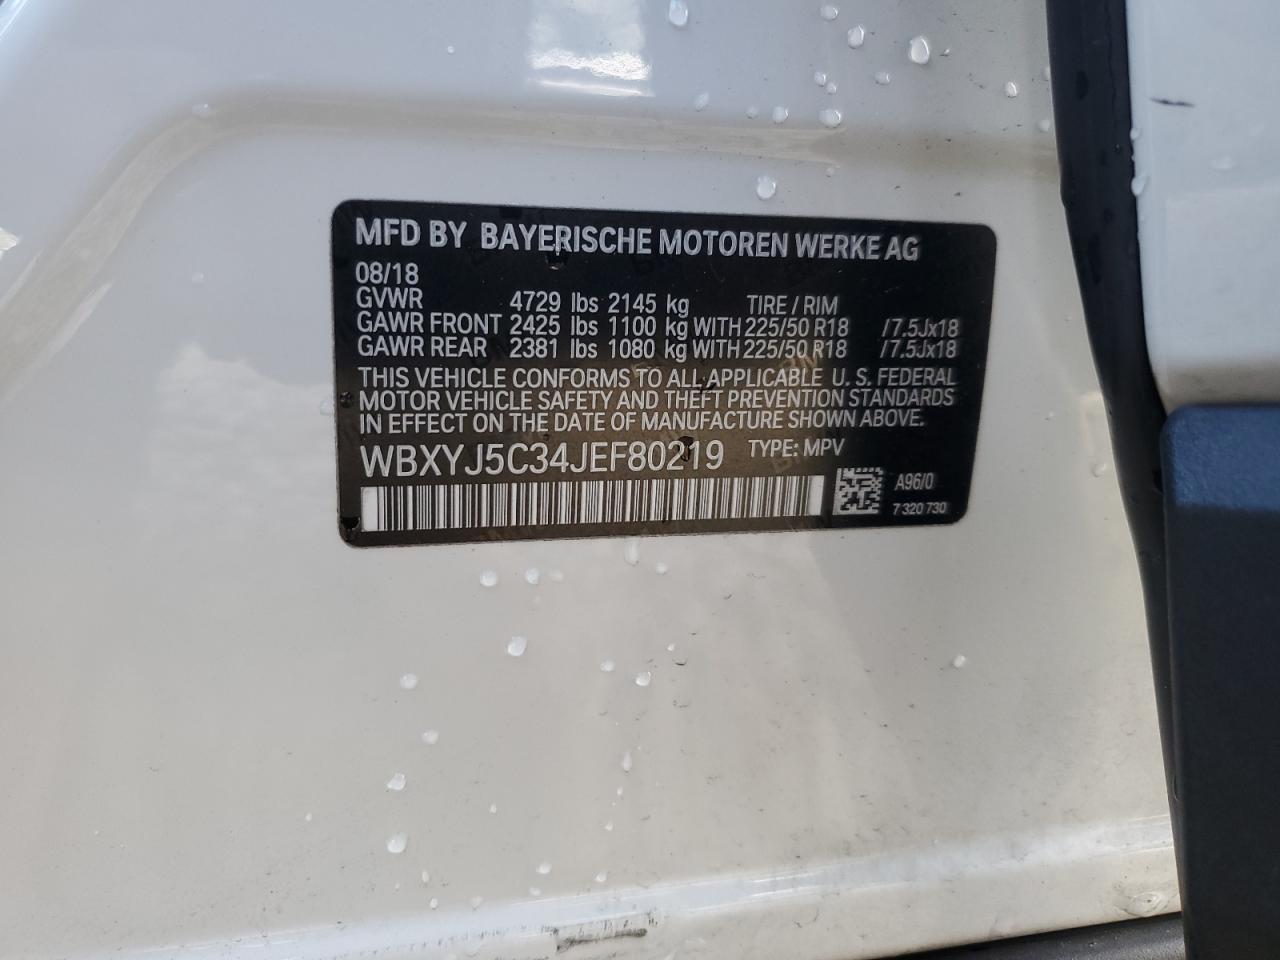 MFD BY BAYERISCHE MOTOREN WERKE AG
08/18
GVWR 4729 lbs 2145 kg TIRE / RIM
GAWR FRONT 2425 lbs 1100 kg WITH 225/50 R18 /7.5Jx18
GAWR REAR 2381 lbs 1080 kg WITH 225/50 R18 /7.5Jx18
THIS VEHICLE CONFORMS TO ALL APPLICABLE U. S. FEDERAL
MOTOR VEHICLE SAFETY AND THEFT PREVENTION STANDARDS
IN EFFECT ON THE DATE OF MANUFACTURE SHOWN ABOVE.
WBXYJ5C34JEF80219 TYPE: MPV
A96/0
7 320 730